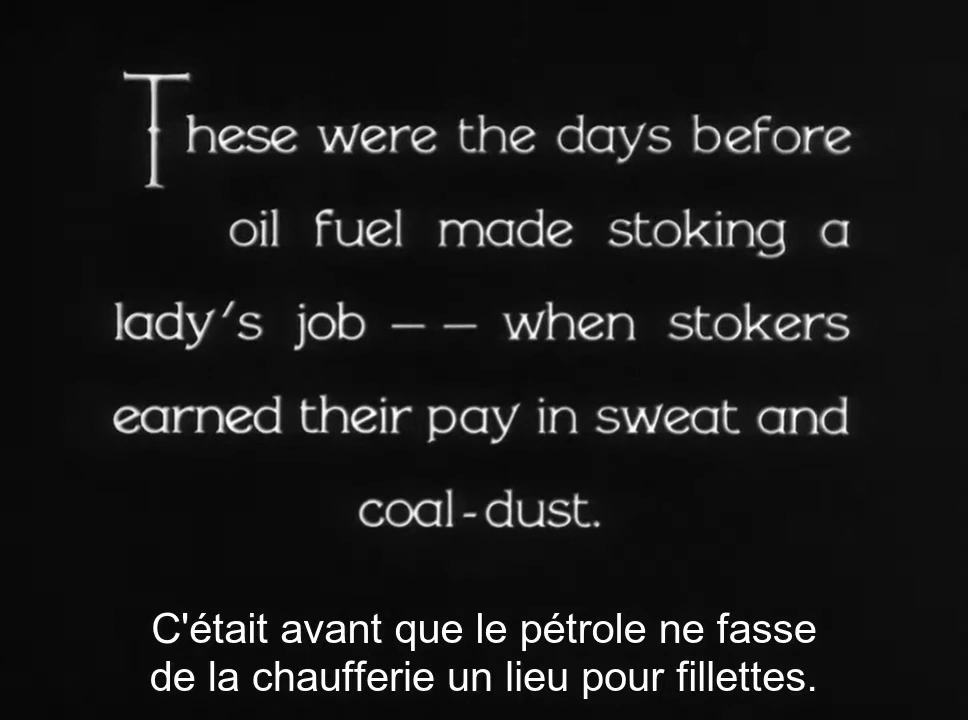 These were the days before
oil fuel made stoking a
lady's job -- when stokers
earned their pay in sweat and
coal-dust.
C'était avant que le pétrole ne fasse
de la chaufferie un lieu pour fillettes.